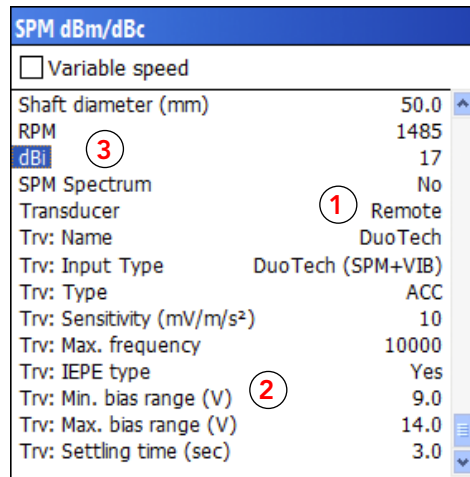 SPM dBm/dBc
Variable speed
Shaft diameter (mm) 50.0
RPM 1485
dBi 3 17
SPM Spectrum No
Transducer 1 Remote
Trv: Name DuoTech
Trv: Input Type DuoTech (SPM+VIB)
Trv: Type ACC
Trv: Sensitivity (mV/m/s²) 10
Trv: Max. frequency 10000
Trv: IEPE type Yes
Trv: Min. bias range (V) 2 9.0
Trv: Max. bias range (V) 14.0
Trv: Settling time (sec) 3.0